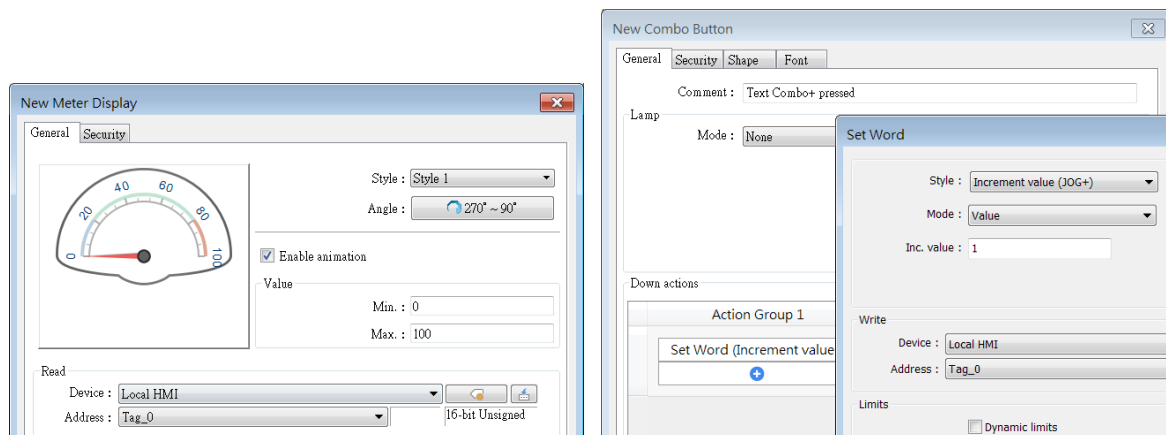 New Meter Display
General Security
0
20
40
60
80
100
Style : Style 1
Angle : 270° ~ 90°
Enable animation
Value
Min. : 0
Max. : 100
Read
Device : Local HMI
Address : Tag_0 16-bit Unsigned
New Combo Button
General Security Shape Font
Comment : Text Combo+ pressed
Lamp
Mode : None
Down actions
Action Group 1
Set Word (Increment value
Set Word
Style : Increment value (JOG+)
Mode : Value
Inc. value : 1
Write
Device : Local HMI
Address : Tag_0
Limits
Dynamic limits